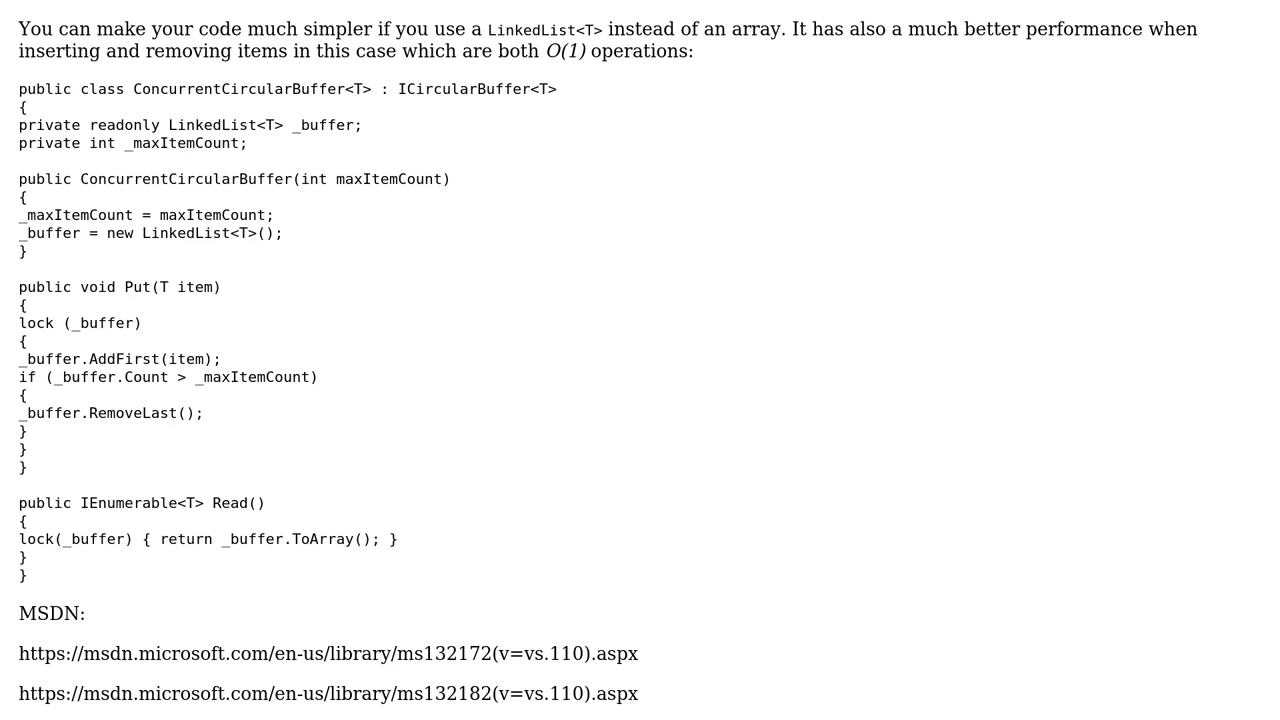 You can make your code much simpler if you use a LinkedList<T> instead of an array. It has also a much better performance when
inserting and removing items in this case which are both O(1) operations:
public class ConcurrentCircularBuffer<T> : ICircularBuffer<T>
{
private readonly LinkedList<T> _buffer;
private int _maxItemCount;
public ConcurrentCircularBuffer(int maxItemCount)
{
_maxItemCount = maxItemCount;
_buffer = new LinkedList<T>();
}
public void Put(T item)
{
lock (_buffer)
{
_buffer.AddFirst(item);
if (_buffer.Count > _maxItemCount)
{
_buffer.RemoveLast();
}
}
}
public IEnumerable<T> Read()
{
lock(_buffer) { return _buffer.ToArray(); }
}
}
MSDN:
https://msdn.microsoft.com/en-us/library/ms132172(v=vs.110).aspx
https://msdn.microsoft.com/en-us/library/ms132182(v=vs.110).aspx